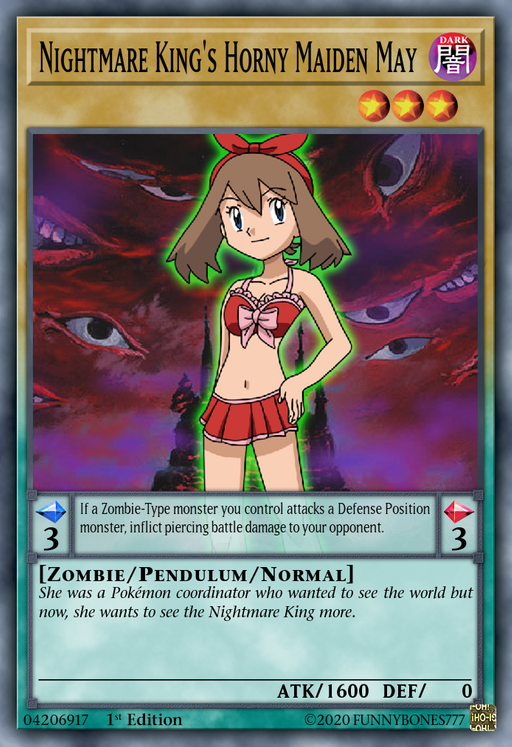 Nightmare King's Horny Maiden May
DARK
闇
If a Zombie-Type monster you control attacks a Defense Position
monster, inflict piercing battle damage to your opponent.
3
3
[Zombie/Pendulum/Normal]
She was a Pokémon coordinator who wanted to see the world but
now, she wants to see the Nightmare King more.
ATK/1600 DEF/ 0
04206917 1st Edition ©2020 FUNNYBONES777